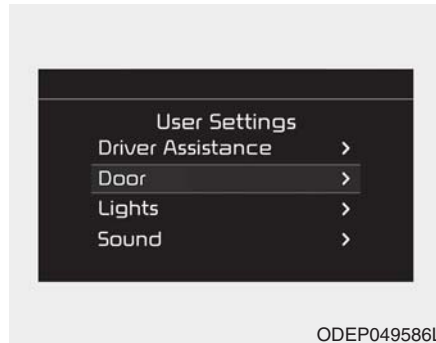 User Settings
Driver Assistance >
Door >
Lights >
Sound >
ODEP049586L